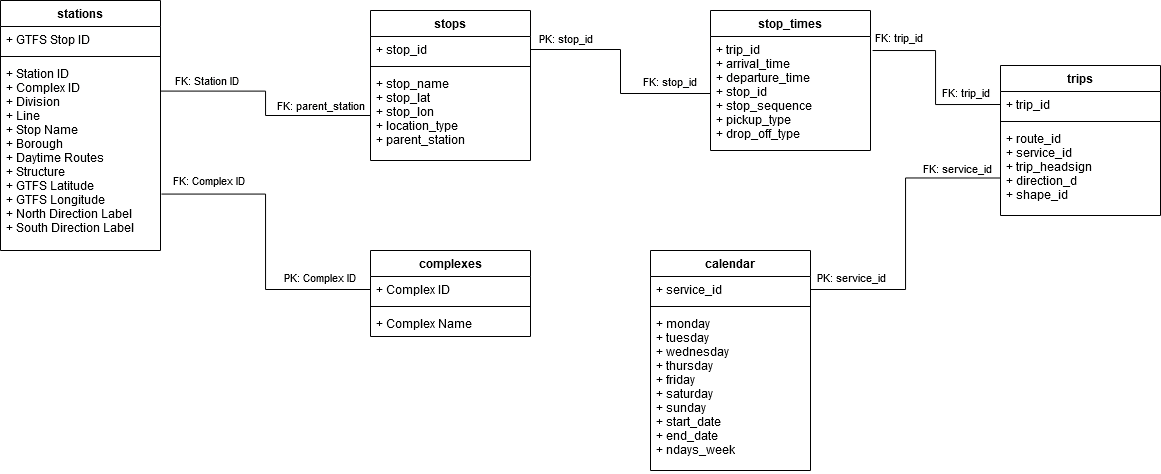 stations
+ GTFS Stop ID
+ Station ID
+ Complex ID
+ Division
+ Line
+ Stop Name
+ Borough
+ Daytime Routes
+ Structure
+ GTFS Latitude
+ GTFS Longitude
+ North Direction Label
+ South Direction Label
FK: Station ID
FK: parent_station
FK: Complex ID
PK: Complex ID
stops
+ stop_id
+ stop_name
+ stop_lat
+ stop_lon
+ location_type
+ parent_station
PK: stop_id
FK: stop_id
stop_times
+ trip_id
+ arrival_time
+ departure_time
+ stop_id
+ stop_sequence
+ pickup_type
+ drop_off_type
FK: trip_id
FK: trip_id
trips
+ trip_id
+ route_id
+ service_id
+ trip_headsign
+ direction_d
+ shape_id
FK: service_id
PK: service_id
complexes
+ Complex ID
+ Complex Name
calendar
+ service_id
+ monday
+ tuesday
+ wednesday
+ thursday
+ friday
+ saturday
+ sunday
+ start_date
+ end_date
+ ndays_week